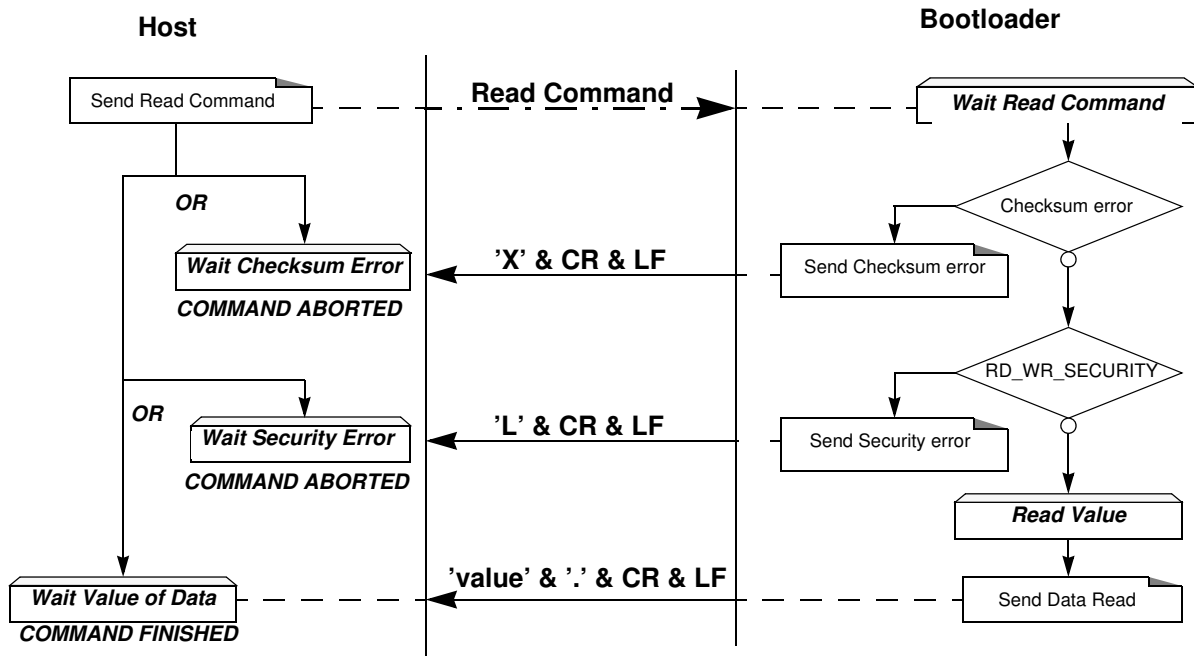 Host
Bootloader
Send Read Command
Read Command
Wait Read Command
OR
Checksum error
Wait Checksum Error
'X' & CR & LF
Send Checksum error
COMMAND ABORTED
RD_WR_SECURITY
OR
Wait Security Error
'L' & CR & LF
Send Security error
COMMAND ABORTED
Read Value
Wait Value of Data
'value' & '.' & CR & LF
Send Data Read
COMMAND FINISHED